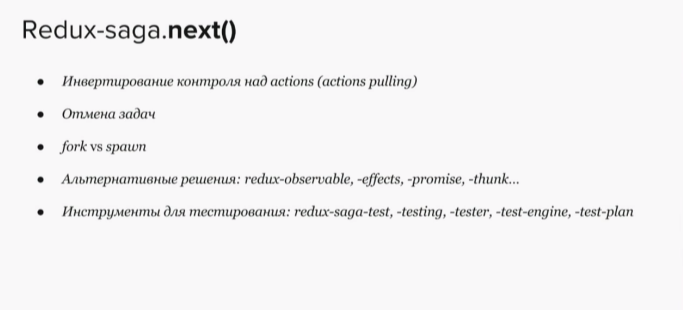 Redux-saga.next()
● Инвертирование контроля над actions (actions pulling)
● Отмена задач
● fork vs spawn
● Альтернативные решения: redux-observable, -effects, -promise, -thunk...
● Инструменты для тестирования: redux-saga-test, -testing, -tester, -test-engine, -test-plan